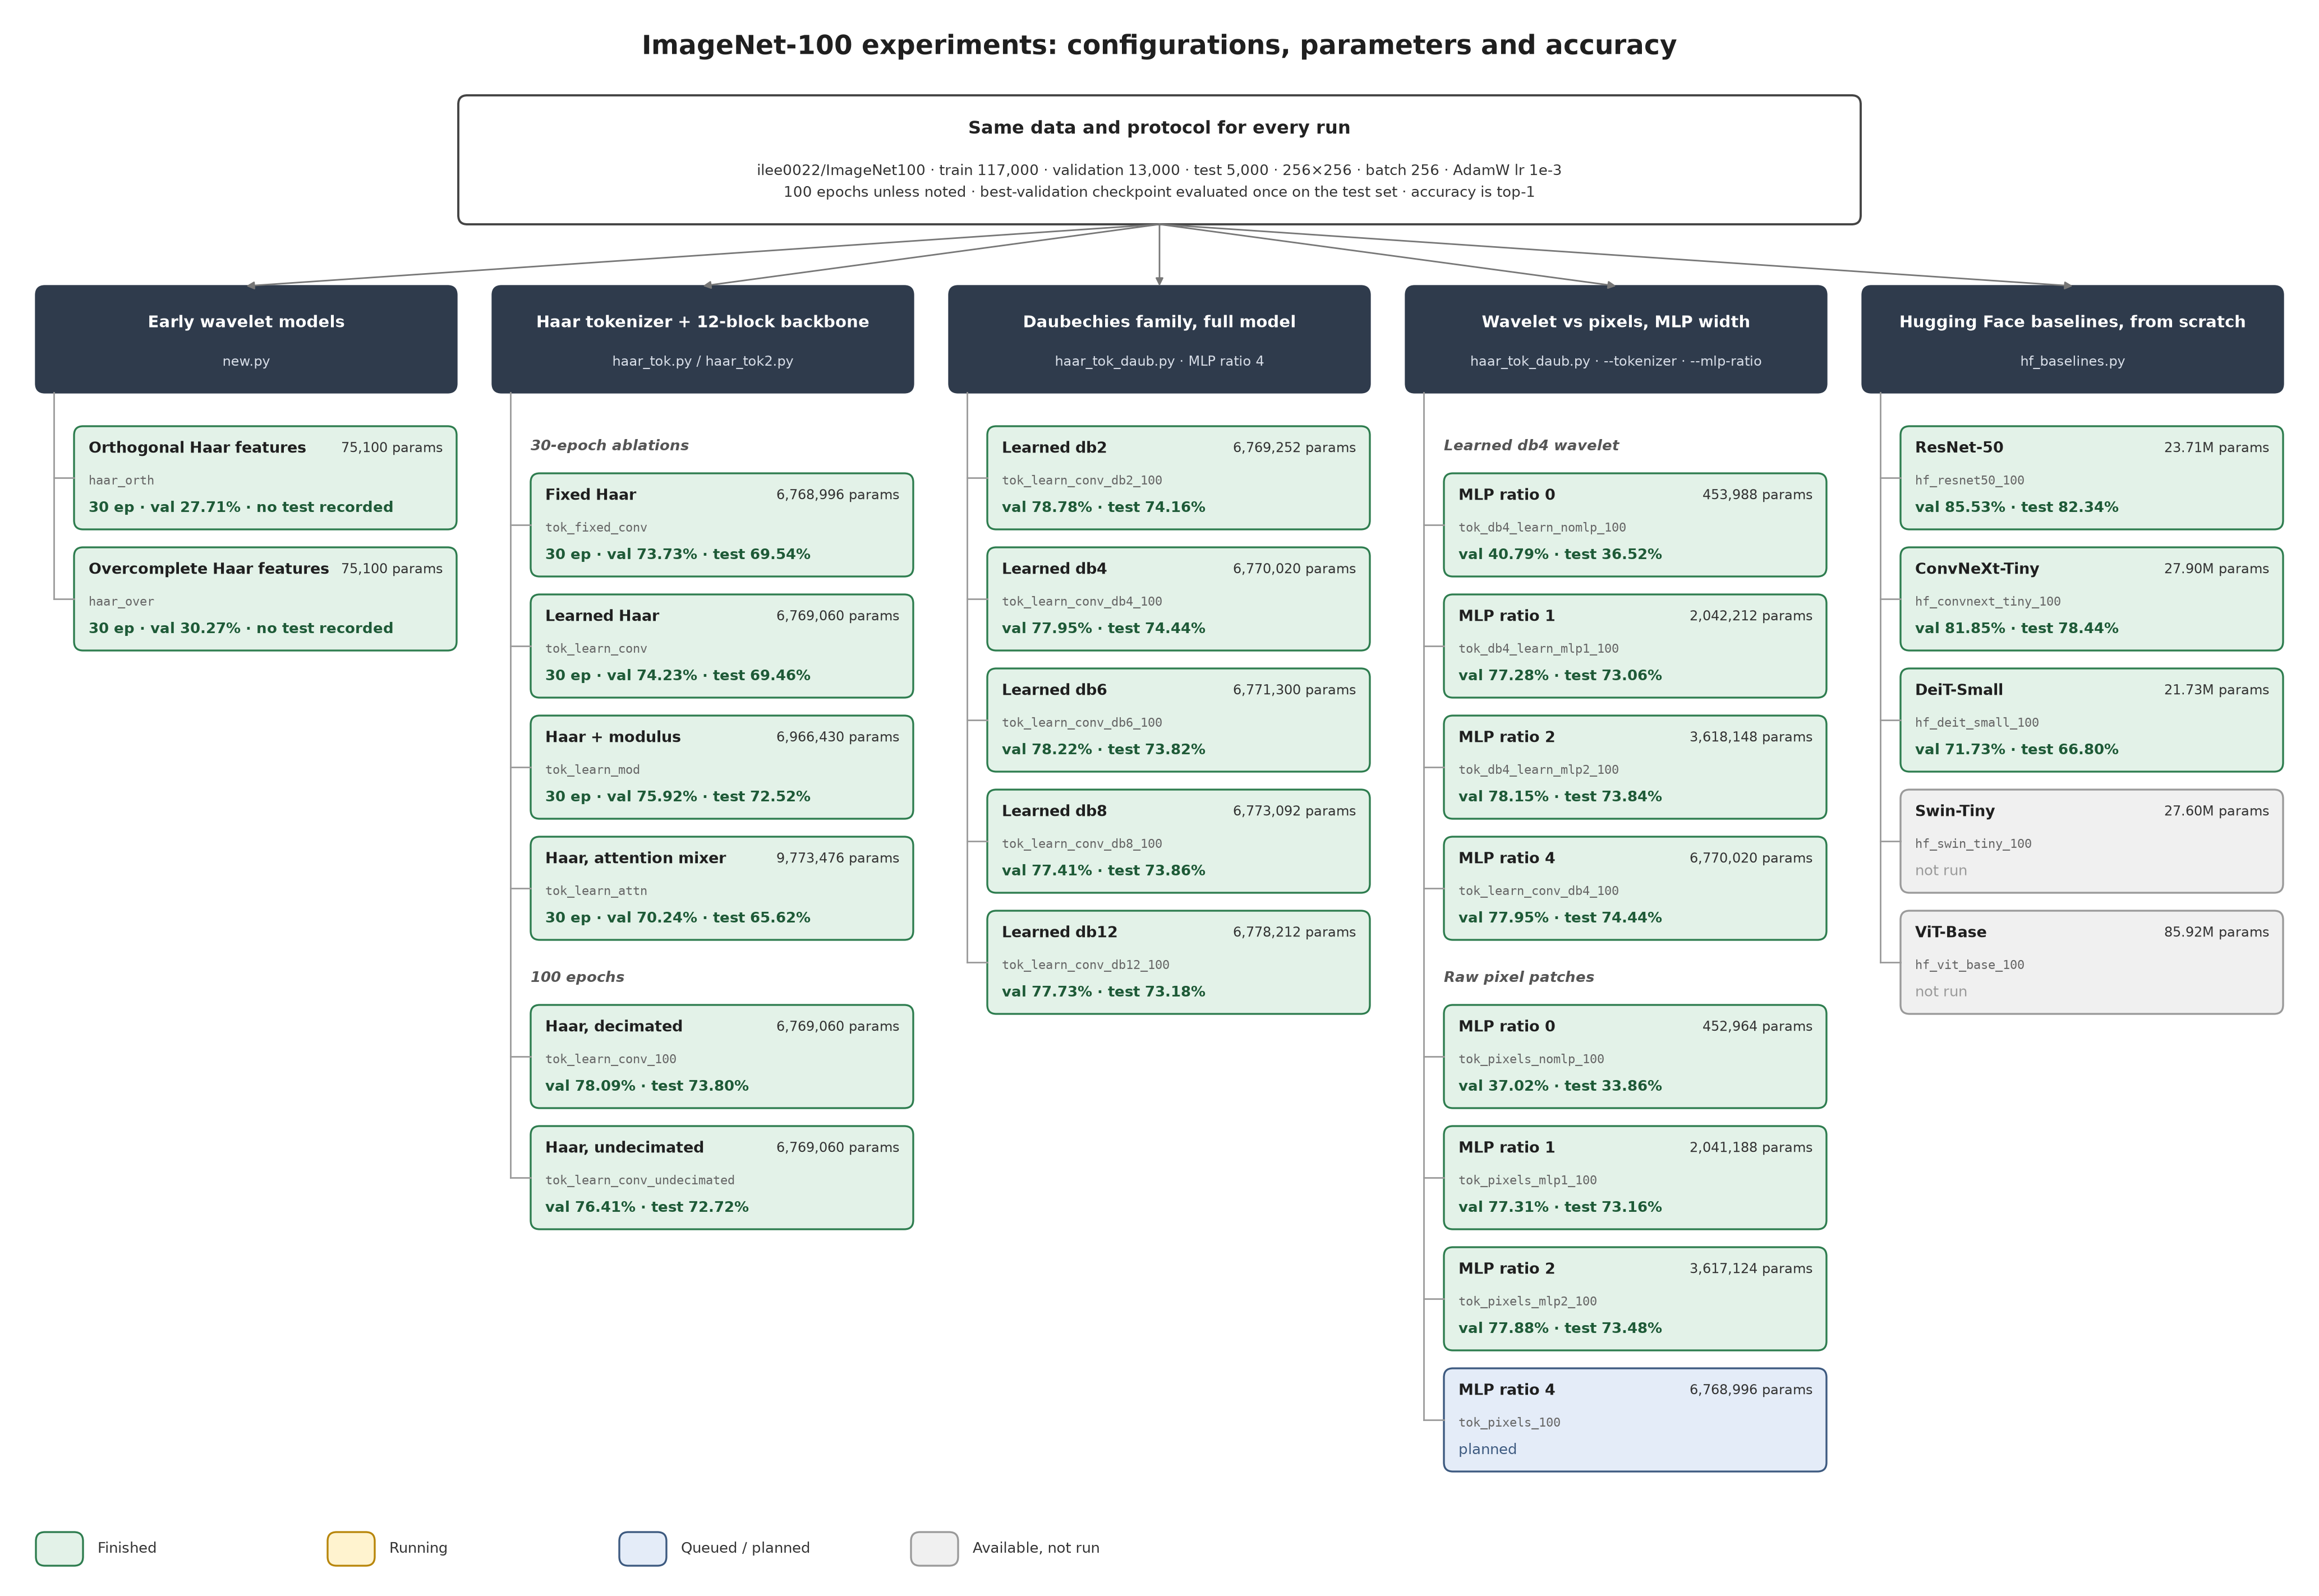 ImageNet-100 experiments: configurations, parameters and accuracy
Same data and protocol for every run
ilee0022/ImageNet100 · train 117,000 · validation 13,000 · test 5,000 · 256×256 · batch 256 · AdamW lr 1e-3
100 epochs unless noted · best-validation checkpoint evaluated once on the test set · accuracy is top-1
Early wavelet models
new.py
Orthogonal Haar features 75,100 params
haar_orth
30 ep · val 27.71% · no test recorded
Overcomplete Haar features 75,100 params
haar_over
30 ep · val 30.27% · no test recorded
Haar tokenizer + 12-block backbone
haar_tok.py / haar_tok2.py
30-epoch ablations
Fixed Haar 6,768,996 params
tok_fixed_conv
30 ep · val 73.73% · test 69.54%
Learned Haar 6,769,060 params
tok_learn_conv
30 ep · val 74.23% · test 69.46%
Haar + modulus 6,966,430 params
tok_learn_mod
30 ep · val 75.92% · test 72.52%
Haar, attention mixer 9,773,476 params
tok_learn_attn
30 ep · val 70.24% · test 65.62%
100 epochs
Haar, decimated 6,769,060 params
tok_learn_conv_100
val 78.09% · test 73.80%
Haar, undecimated 6,769,060 params
tok_learn_conv_undecimated
val 76.41% · test 72.72%
Daubechies family, full model
haar_tok_daub.py · MLP ratio 4
Learned db2 6,769,252 params
tok_learn_conv_db2_100
val 78.78% · test 74.16%
Learned db4 6,770,020 params
tok_learn_conv_db4_100
val 77.95% · test 74.44%
Learned db6 6,771,300 params
tok_learn_conv_db6_100
val 78.22% · test 73.82%
Learned db8 6,773,092 params
tok_learn_conv_db8_100
val 77.41% · test 73.86%
Learned db12 6,778,212 params
tok_learn_conv_db12_100
val 77.73% · test 73.18%
Wavelet vs pixels, MLP width
haar_tok_daub.py · --tokenizer · --mlp-ratio
Learned db4 wavelet
MLP ratio 0 453,988 params
tok_db4_learn_nomlp_100
val 40.79% · test 36.52%
MLP ratio 1 2,042,212 params
tok_db4_learn_mlp1_100
val 77.28% · test 73.06%
MLP ratio 2 3,618,148 params
tok_db4_learn_mlp2_100
val 78.15% · test 73.84%
MLP ratio 4 6,770,020 params
tok_learn_conv_db4_100
val 77.95% · test 74.44%
Raw pixel patches
MLP ratio 0 452,964 params
tok_pixels_nomlp_100
val 37.02% · test 33.86%
MLP ratio 1 2,041,188 params
tok_pixels_mlp1_100
val 77.31% · test 73.16%
MLP ratio 2 3,617,124 params
tok_pixels_mlp2_100
val 77.88% · test 73.48%
MLP ratio 4 6,768,996 params
tok_pixels_100
planned
Hugging Face baselines, from scratch
hf_baselines.py
ResNet-50 23.71M params
hf_resnet50_100
val 85.53% · test 82.34%
ConvNeXt-Tiny 27.90M params
hf_convnext_tiny_100
val 81.85% · test 78.44%
DeiT-Small 21.73M params
hf_deit_small_100
val 71.73% · test 66.80%
Swin-Tiny 27.60M params
hf_swin_tiny_100
not run
ViT-Base 85.92M params
hf_vit_base_100
not run
Finished
Running
Queued / planned
Available, not run